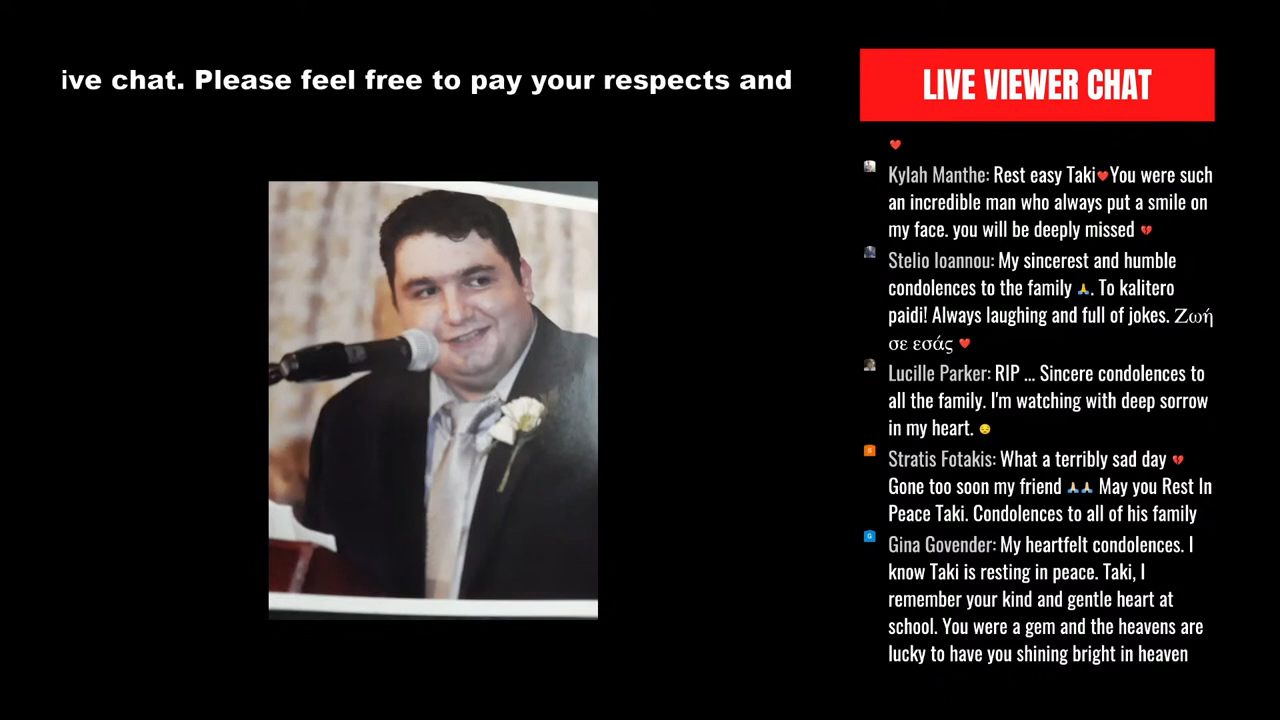 ive chat. Please feel free to pay your respects and
LIVE VIEWER CHAT
❤️
Kylah Manthe: Rest easy Taki❤️You were such
an incredible man who always put a smile on
my face. you will be deeply missed 💔
Stelio Ioannou: My sincerest and humble
condolences to the family 🙏. To kalitero
paidi! Always laughing and full of jokes. Ζωή
σε εσάς ❤️
Lucille Parker: RIP ... Sincere condolences to
all the family. I'm watching with deep sorrow
in my heart. 😔
Stratis Fotakis: What a terribly sad day 💔
Gone too soon my friend 🙏🙏 May you Rest In
Peace Taki. Condolences to all of his family
Gina Govender: My heartfelt condolences. I
know Taki is resting in peace. Taki, I
remember your kind and gentle heart at
school. You were a gem and the heavens are
lucky to have you shining bright in heaven